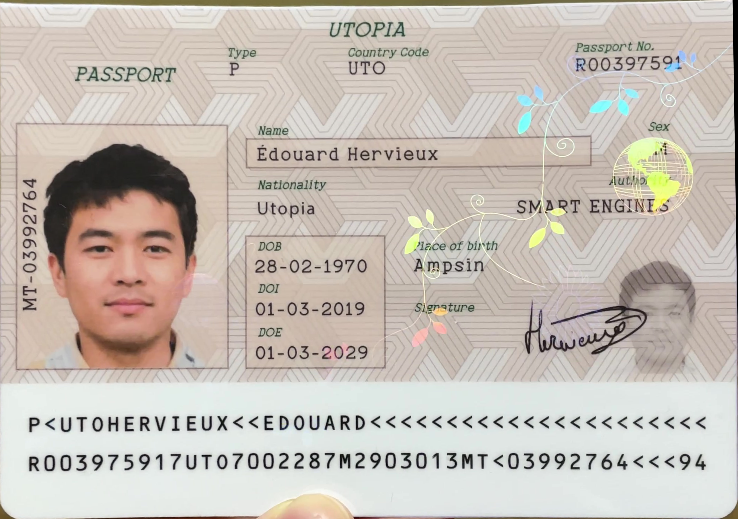 UTOPIA
PASSPORT
Type
P
Country Code
UTO
Passport No.
R00397591
Name
Édouard Hervieux
Sex
M
Nationality
Utopia
Authority
SMART ENGINES
DOB
28-02-1970
Place of birth
Ampsin
DOI
01-03-2019
Signature
DOE
01-03-2029
MT-03992764
P<UTOHERVIEUX<<EDOUARD<<<<<<<<<<<<<<<<<<<<<<
R003975917UTO7002287M2903013MT<03992764<<<94